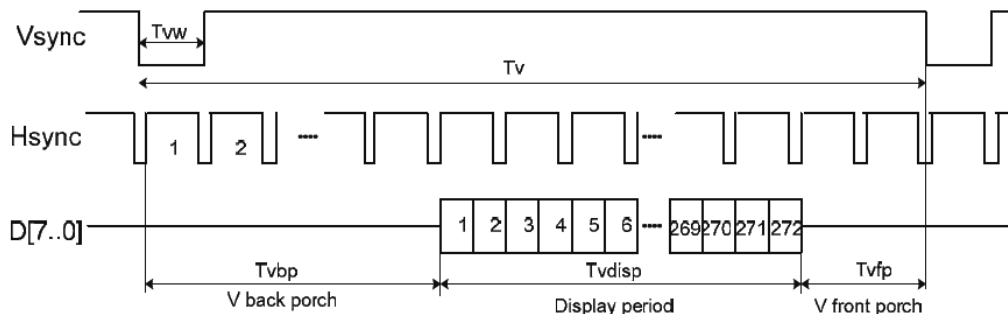 Vsync
Tvw
Tv
Hsync
1 2 ....
....
D[7..0]
1 2 3 4 5 6 .... 269 270 271 272
Tvbp Tvdisp Tvfp
V back porch Display period V front porch